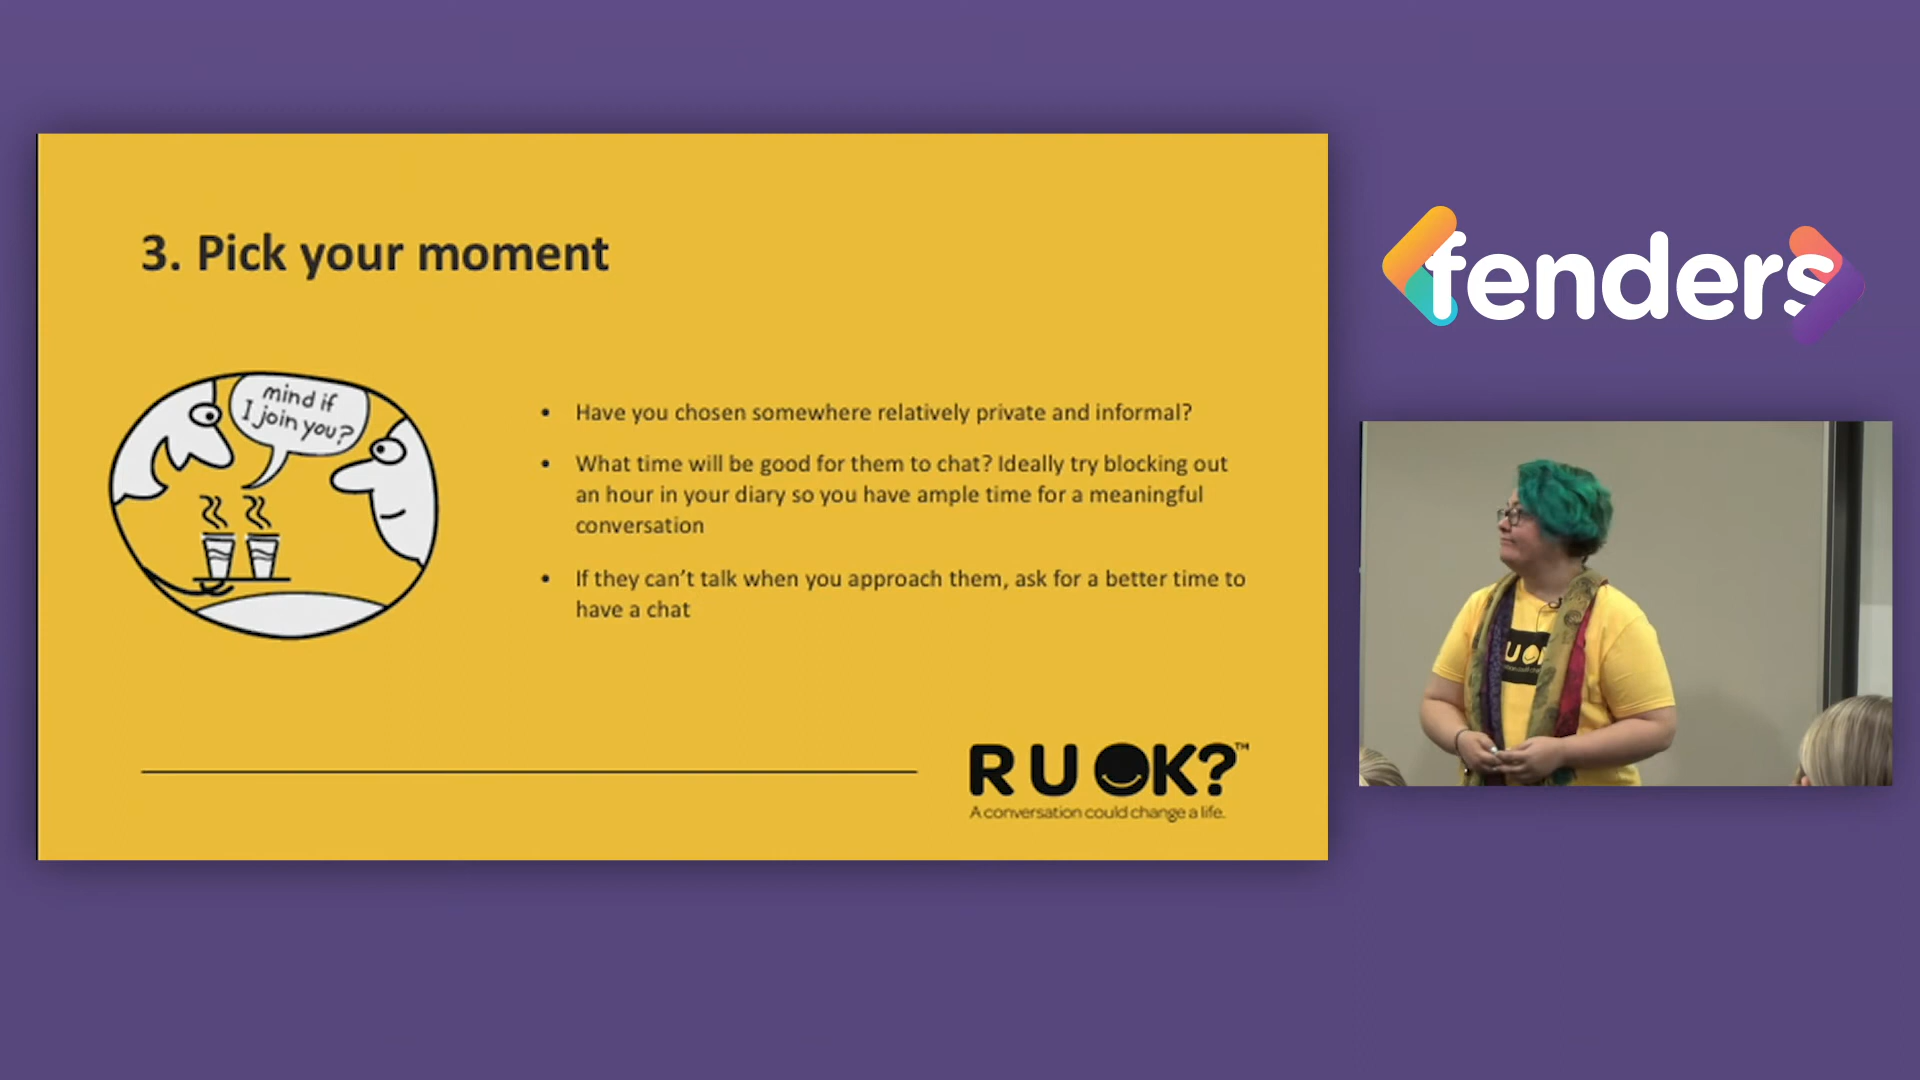 3. Pick your moment
mind if
I join you?
• Have you chosen somewhere relatively private and informal?
• What time will be good for them to chat? Ideally try blocking out
an hour in your diary so you have ample time for a meaningful
conversation
• If they can’t talk when you approach them, ask for a better time to
have a chat
R U OK?™
A conversation could change a life.
fenders
U OK